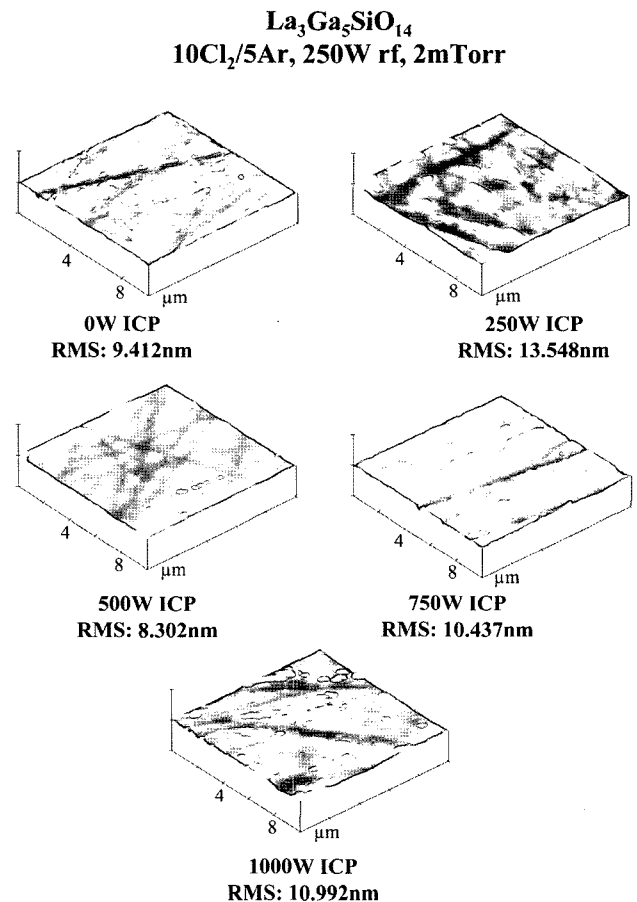 La₃Ga₅SiO₁₄
10Cl₂/5Ar, 250W rf, 2mTorr
4
8
μm
0W ICP
RMS: 9.412nm
4
8
μm
250W ICP
RMS: 13.548nm
4
8
μm
500W ICP
RMS: 8.302nm
4
8
μm
750W ICP
RMS: 10.437nm
4
8
μm
1000W ICP
RMS: 10.992nm